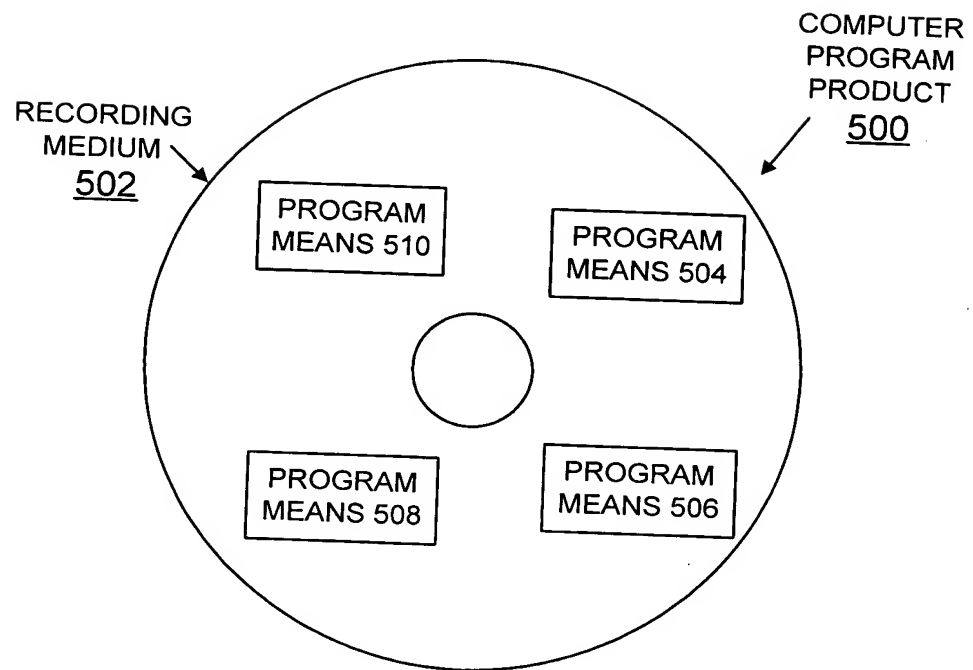 COMPUTER
PROGRAM
PRODUCT
500
RECORDING
MEDIUM
502
PROGRAM
MEANS 510
PROGRAM
MEANS 504
PROGRAM
MEANS 508
PROGRAM
MEANS 506